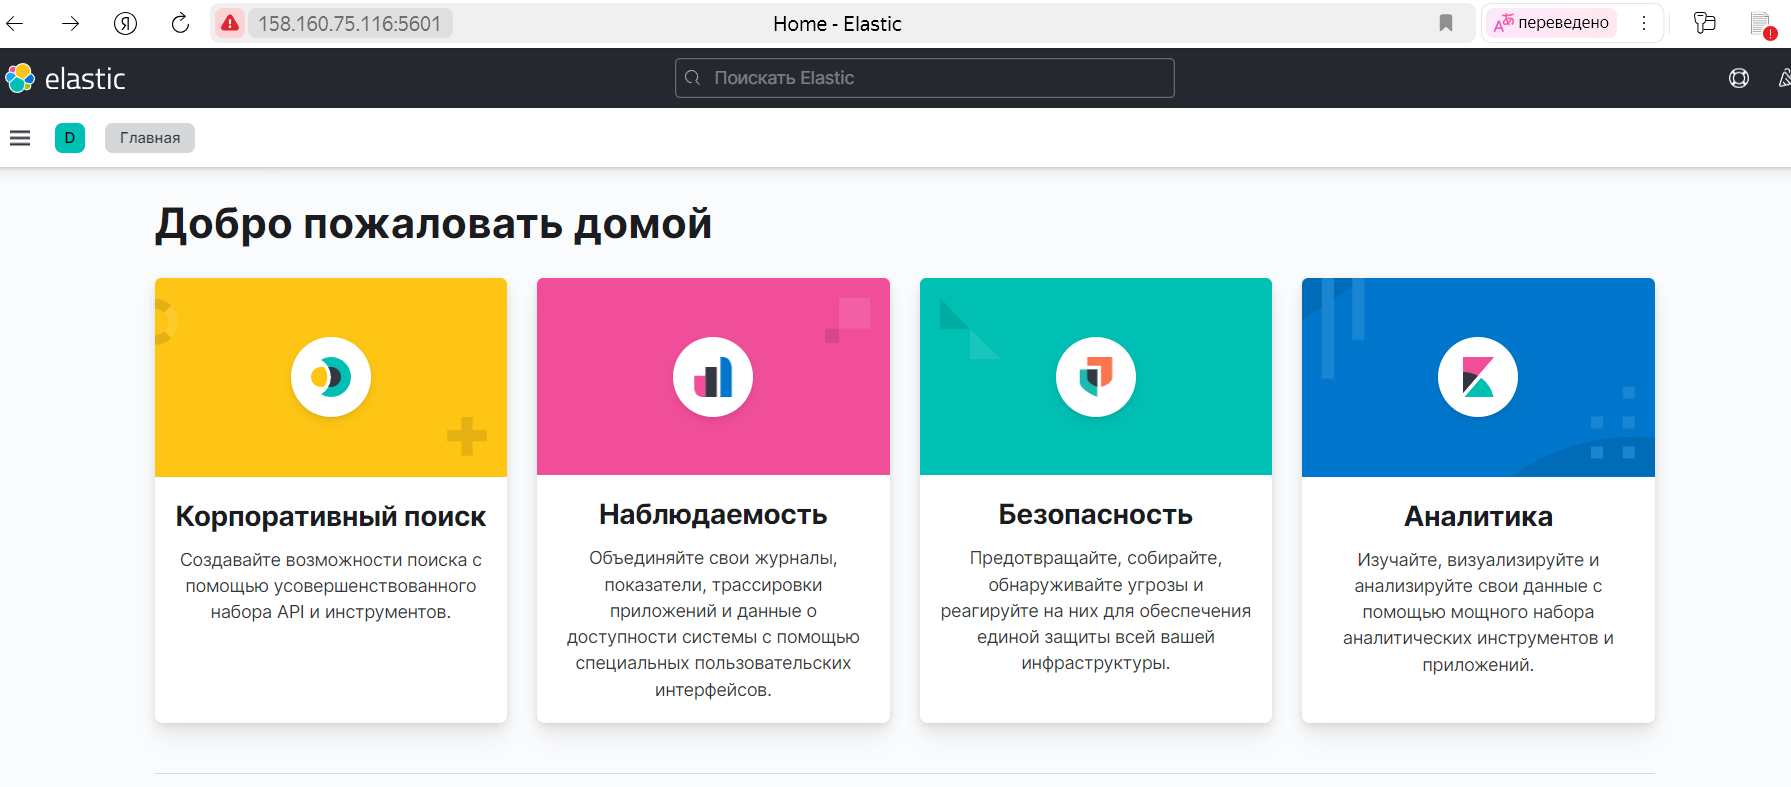 158.160.75.116:5601
Home - Elastic
переведено
elastic
Поискать Elastic
D
Главная
Добро пожаловать домой
Корпоративный поиск
Создавайте возможности поиска с
помощью усовершенствованного
набора API и инструментов.
Наблюдаемость
Объединяйте свои журналы,
показатели, трассировки
приложений и данные о
доступности системы с помощью
специальных пользовательских
интерфейсов.
Безопасность
Предотвращайте, собирайте,
обнаруживайте угрозы и
реагируйте на них для обеспечения
единой защиты всей вашей
инфраструктуры.
Аналитика
Изучайте, визуализируйте и
анализируйте свои данные с
помощью мощного набора
аналитических инструментов и
приложений.